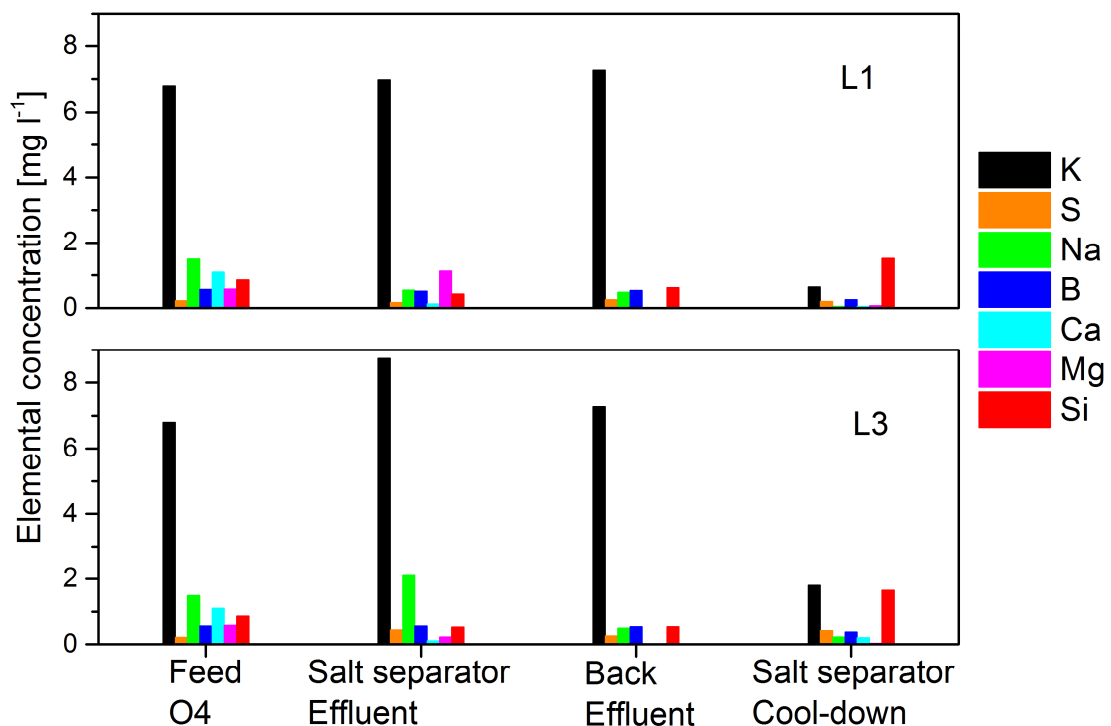 Elemental concentration [mg l⁻¹]
8
6
4
2
0
L1
8
6
4
2
0
L3
Feed
O4
Salt separator
Effluent
Back
Effluent
Salt separator
Cool-down
K
S
Na
B
Ca
Mg
Si